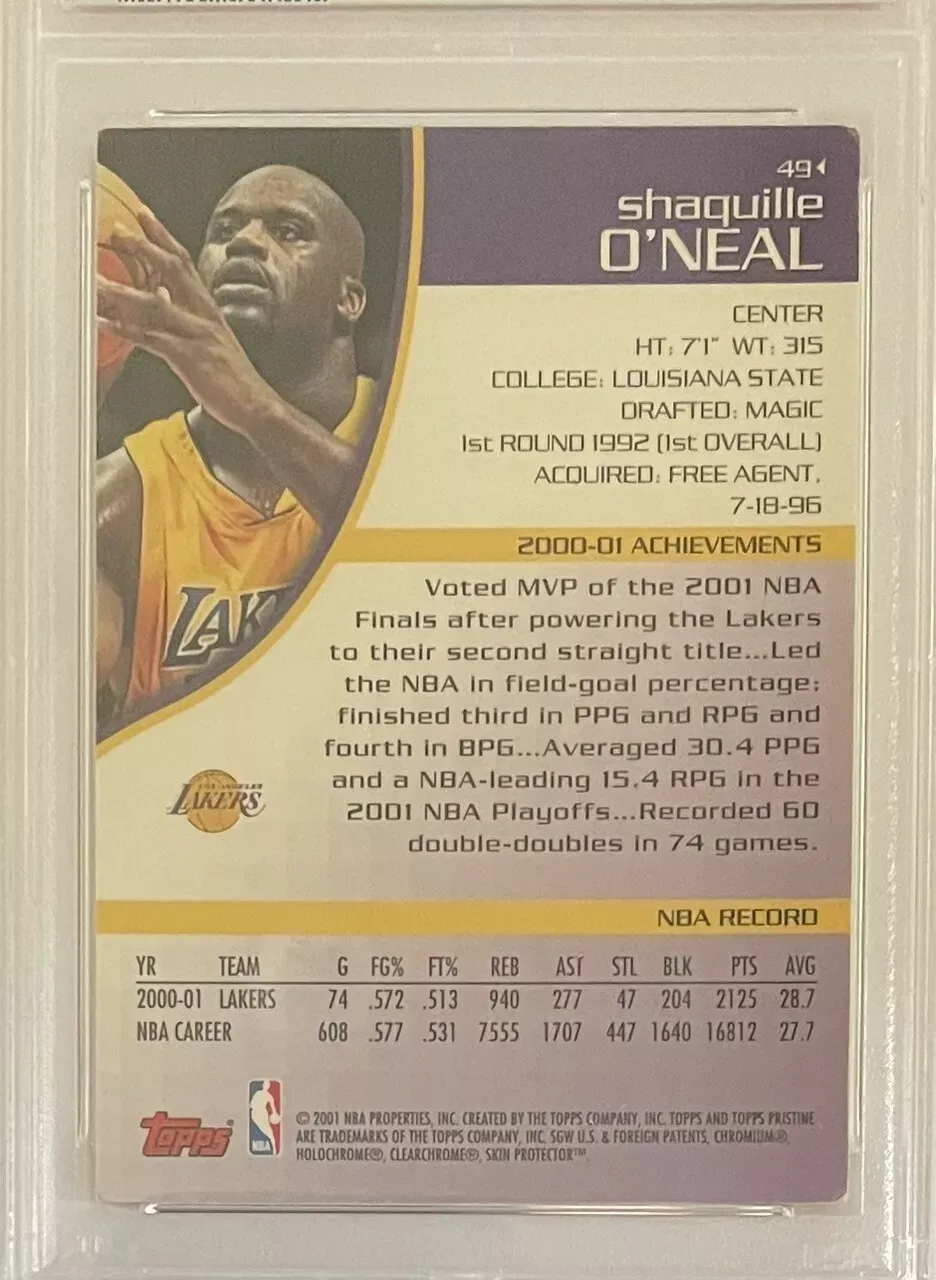 49
shaquille
O'NEAL
CENTER
HT: 7'1" WT: 315
COLLEGE: LOUISIANA STATE
DRAFTED: MAGIC
1st ROUND 1992 (1st OVERALL)
ACQUIRED: FREE AGENT,
7-18-96
2000-01 ACHIEVEMENTS
Voted MVP of the 2001 NBA
Finals after powering the Lakers
to their second straight title...Led
the NBA in field-goal percentage;
finished third in PPG and RPG and
fourth in BPG...Averaged 30.4 PPG
and a NBA-leading 15.4 RPG in the
2001 NBA Playoffs...Recorded 60
double-doubles in 74 games.
LAK
LOS ANGELES
LAKERS
NBA RECORD
YR TEAM G FG% FT% REB AST STL BLK PTS AVG
2000-01 LAKERS 74 .572 .513 940 277 47 204 2125 28.7
NBA CAREER 608 .577 .531 7555 1707 447 1640 16812 27.7
topps
NBA
© 2001 NBA PROPERTIES, INC. CREATED BY THE TOPPS COMPANY, INC. TOPPS AND TOPPS PRISTINE
ARE TRADEMARKS OF THE TOPPS COMPANY, INC. SGW U.S. & FOREIGN PATENTS, CHROMIUM®,
HOLOCHROME®, CLEARCHROME®, SKIN PROTECTOR™